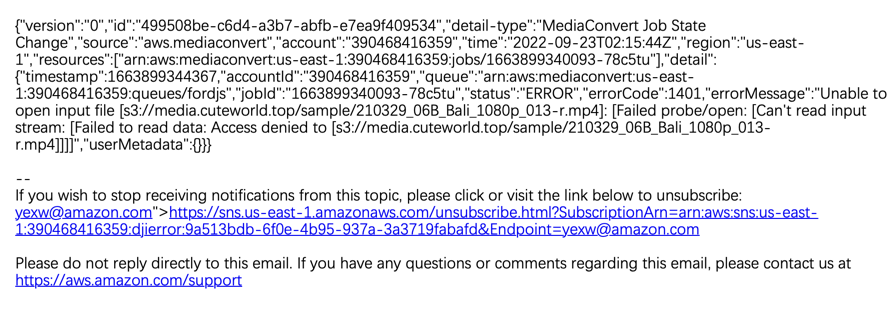 {"version":"0","id":"499508be-c6d4-a3b7-abfb-e7ea9f409534","detail-type":"MediaConvert Job State
Change","source":"aws.mediaconvert","account":"390468416359","time":"2022-09-23T02:15:44Z","region":"us-east-
1","resources":["arn:aws:mediaconvert:us-east-1:390468416359:jobs/1663899340093-78c5tu"],"detail":
{"timestamp":1663899344367,"accountId":"390468416359","queue":"arn:aws:mediaconvert:us-east-
1:390468416359:queues/fordjs","jobId":"1663899340093-78c5tu","status":"ERROR","errorCode":1401,"errorMessage":"Unable to
open input file [s3://media.cuteworld.top/sample/210329_06B_Bali_1080p_013-r.mp4]: [Failed probe/open: [Can't read input
stream: [Failed to read data: Access denied to [s3://media.cuteworld.top/sample/210329_06B_Bali_1080p_013-
r.mp4]]]]","userMetadata":{}}}
--
If you wish to stop receiving notifications from this topic, please click or visit the link below to unsubscribe:
yexw@amazon.com">https://sns.us-east-1.amazonaws.com/unsubscribe.html?SubscriptionArn=arn:aws:sns:us-east-
1:390468416359:djierror:9a513bdb-6f0e-4b95-937a-3a3719fabafd&Endpoint=yexw@amazon.com
Please do not reply directly to this email. If you have any questions or comments regarding this email, please contact us at
https://aws.amazon.com/support